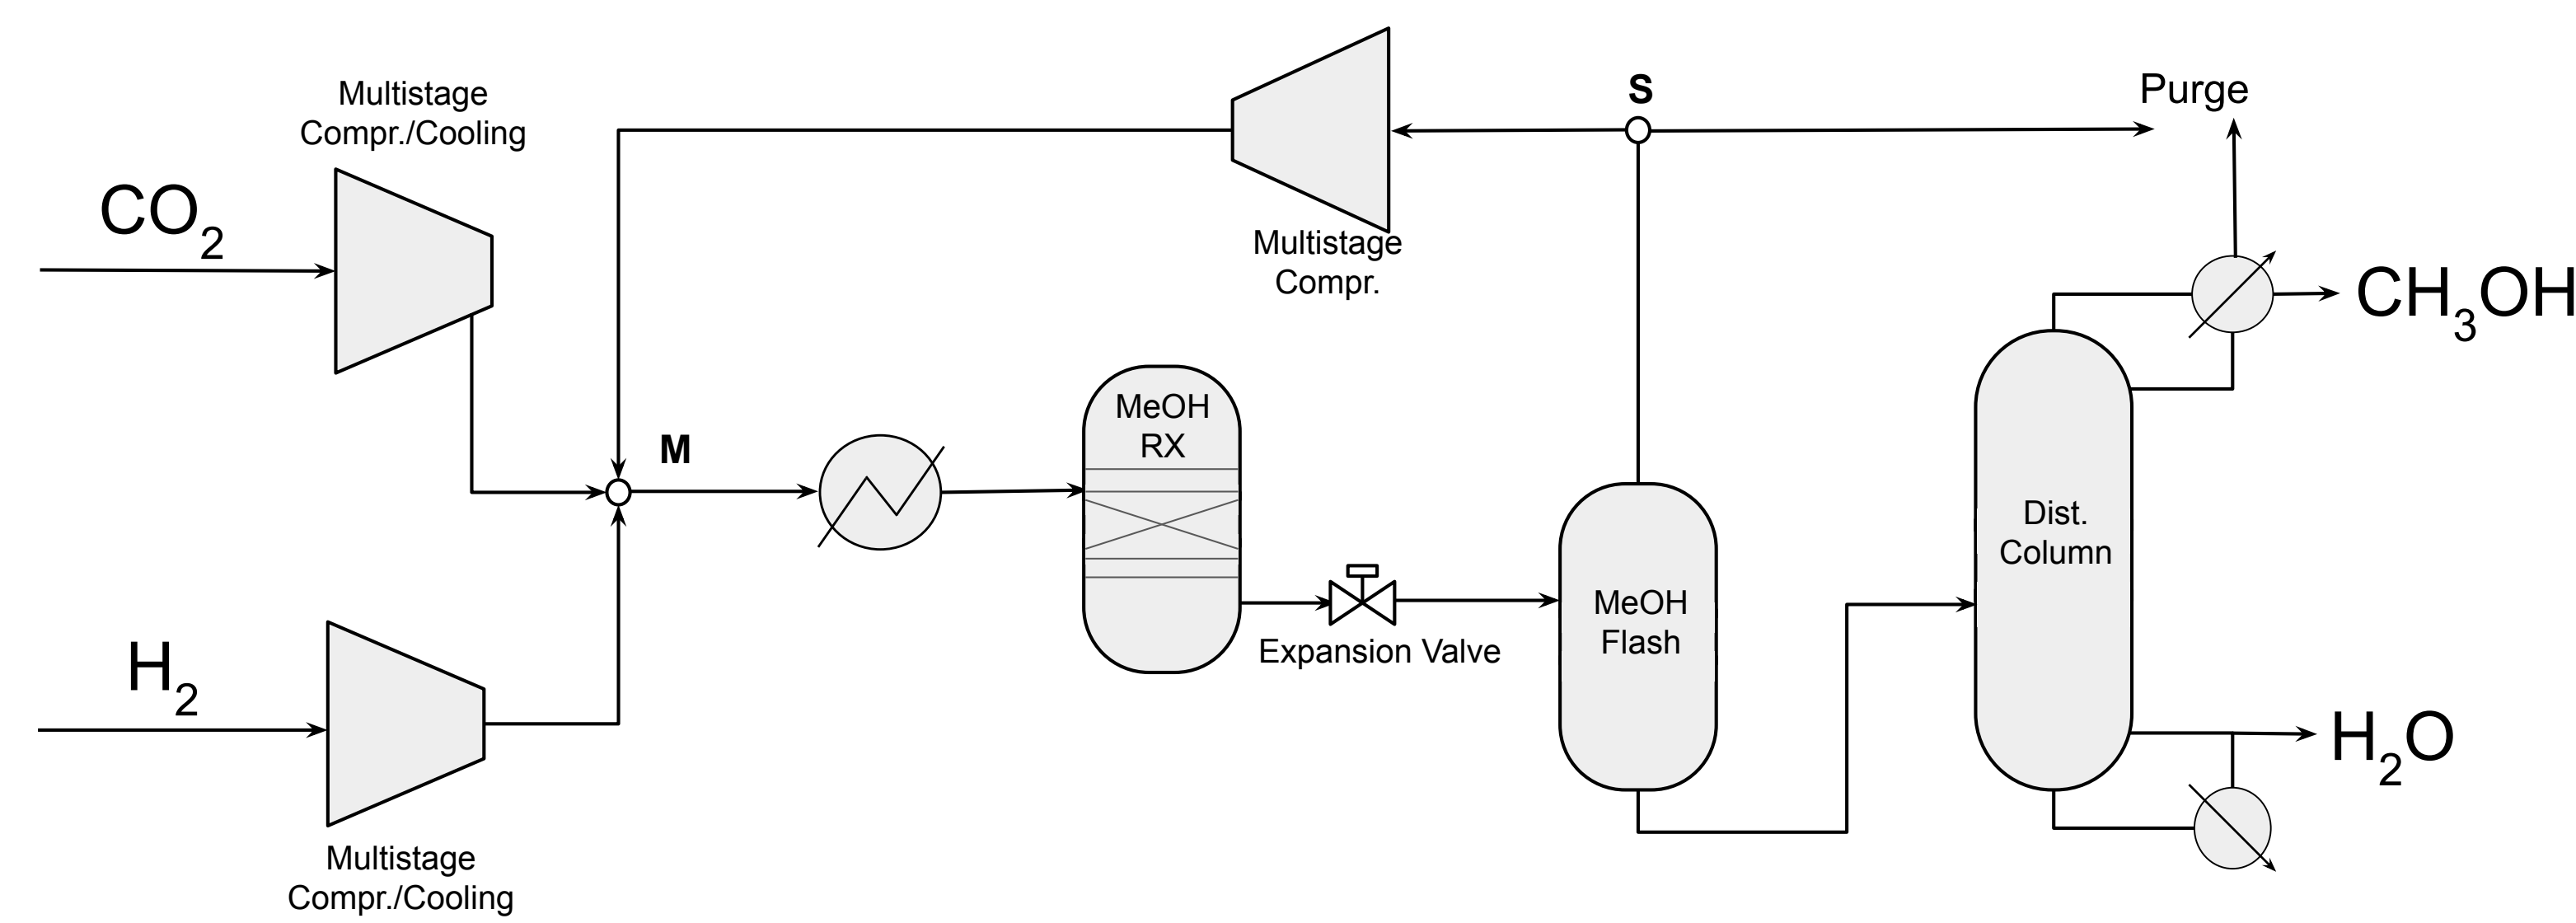 Multistage
Compr./Cooling
CO₂
S
Purge
Multistage
Compr.
CH₃OH
M
MeOH
RX
Expansion Valve
MeOH
Flash
Dist.
Column
H₂
H₂O
Multistage
Compr./Cooling